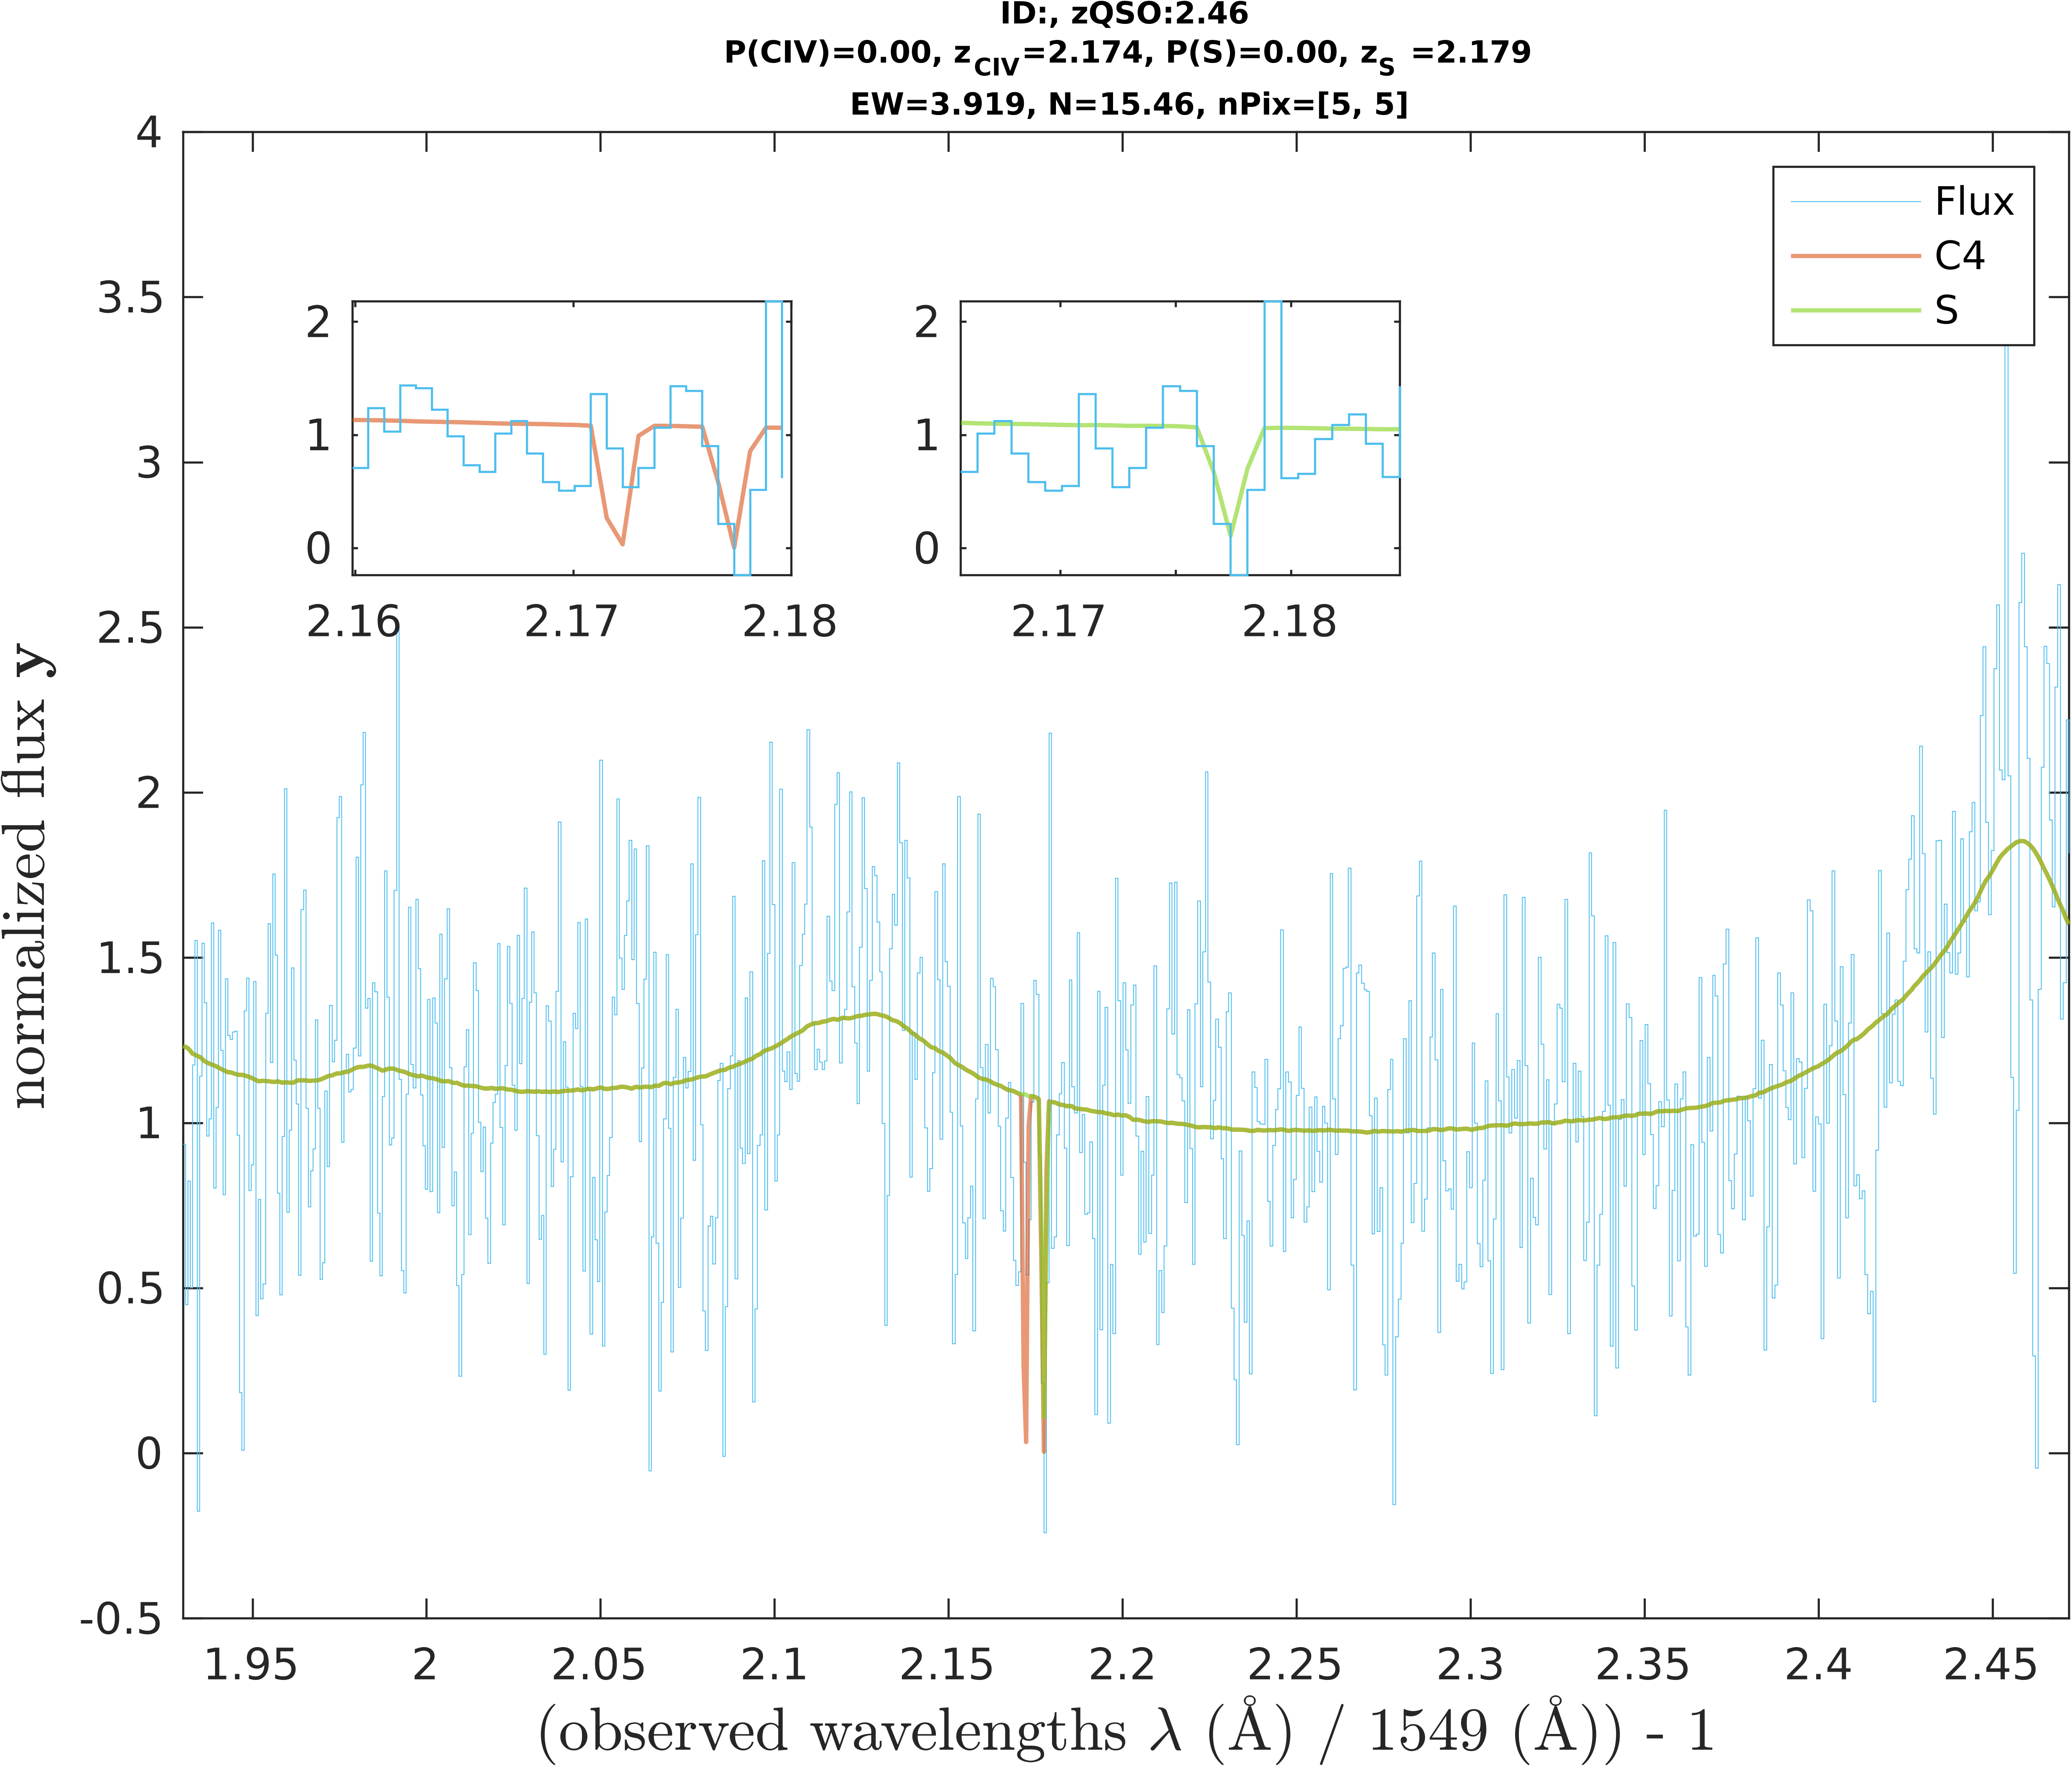 ID:, zQSO:2.46
P(CIV)=0.00, z_CIV=2.174, P(S)=0.00, z_S =2.179
EW=3.919, N=15.46, nPix=[5, 5]
normalized flux y
4
3.5
3
2.5
2
1.5
1
0.5
0
-0.5
Flux
C4
S
2
1
0
2.16 2.17 2.18
2
1
0
2.17 2.18
1.95 2 2.05 2.1 2.15 2.2 2.25 2.3 2.35 2.4 2.45
(observed wavelengths λ (Å) / 1549 (Å)) - 1